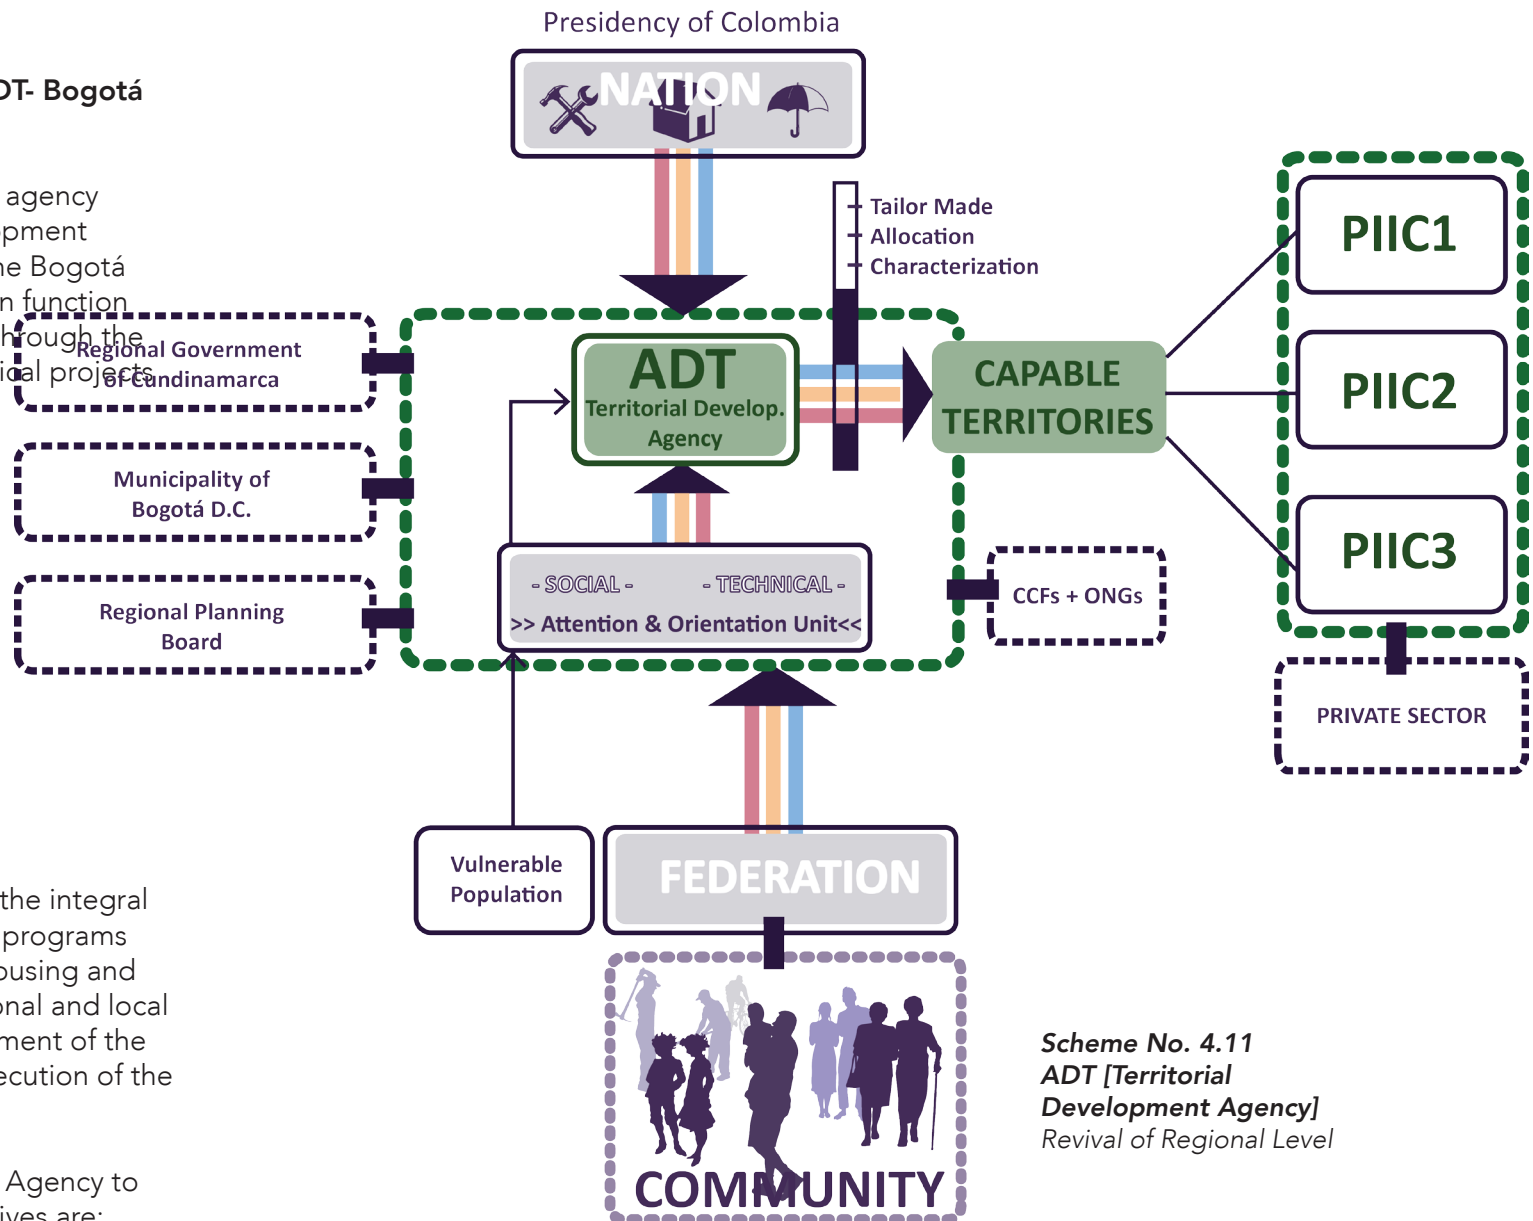 Presidency of Colombia
NATION
DT- Bogotá
agency
opment
he Bogotá
n function
hrough the
ical projects
Tailor Made
Allocation
Characterization
Regional Government
of Cundinamarca
Municipality of
Bogotá D.C.
Regional Planning
Board
ADT
Territorial Develop.
Agency
CAPABLE
TERRITORIES
PIIC1
PIIC2
PIIC3
- SOCIAL -
- TECHNICAL -
>> Attention & Orientation Unit<<
CCFs + ONGs
PRIVATE SECTOR
Vulnerable
Population
FEDERATION
COMMUNITY
the integral
programs
ousing and
onal and local
ment of the
ecution of the
Agency to
ives are:
Scheme No. 4.11
ADT [Territorial
Development Agency]
Revival of Regional Level